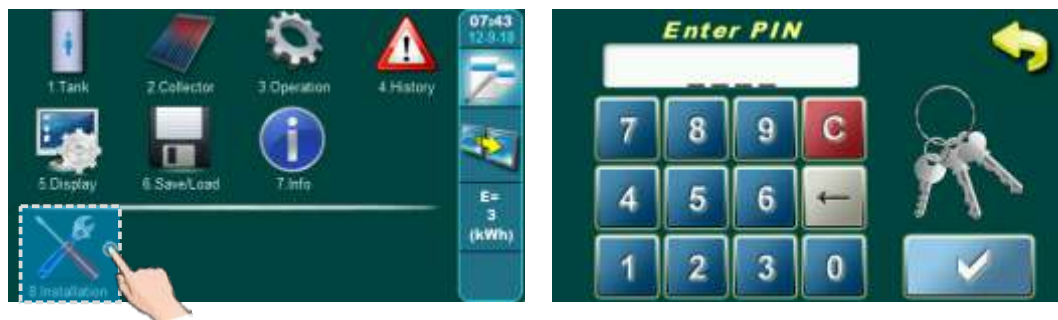 1.Tank
2.Collector
3.Operation
4.History
5.Display
6.Save/Load
7.Info
8.Installation
07:43
12-9-18
E=
3
(kWh)
Enter PIN
7 8 9 C
4 5 6 ←
1 2 3 0